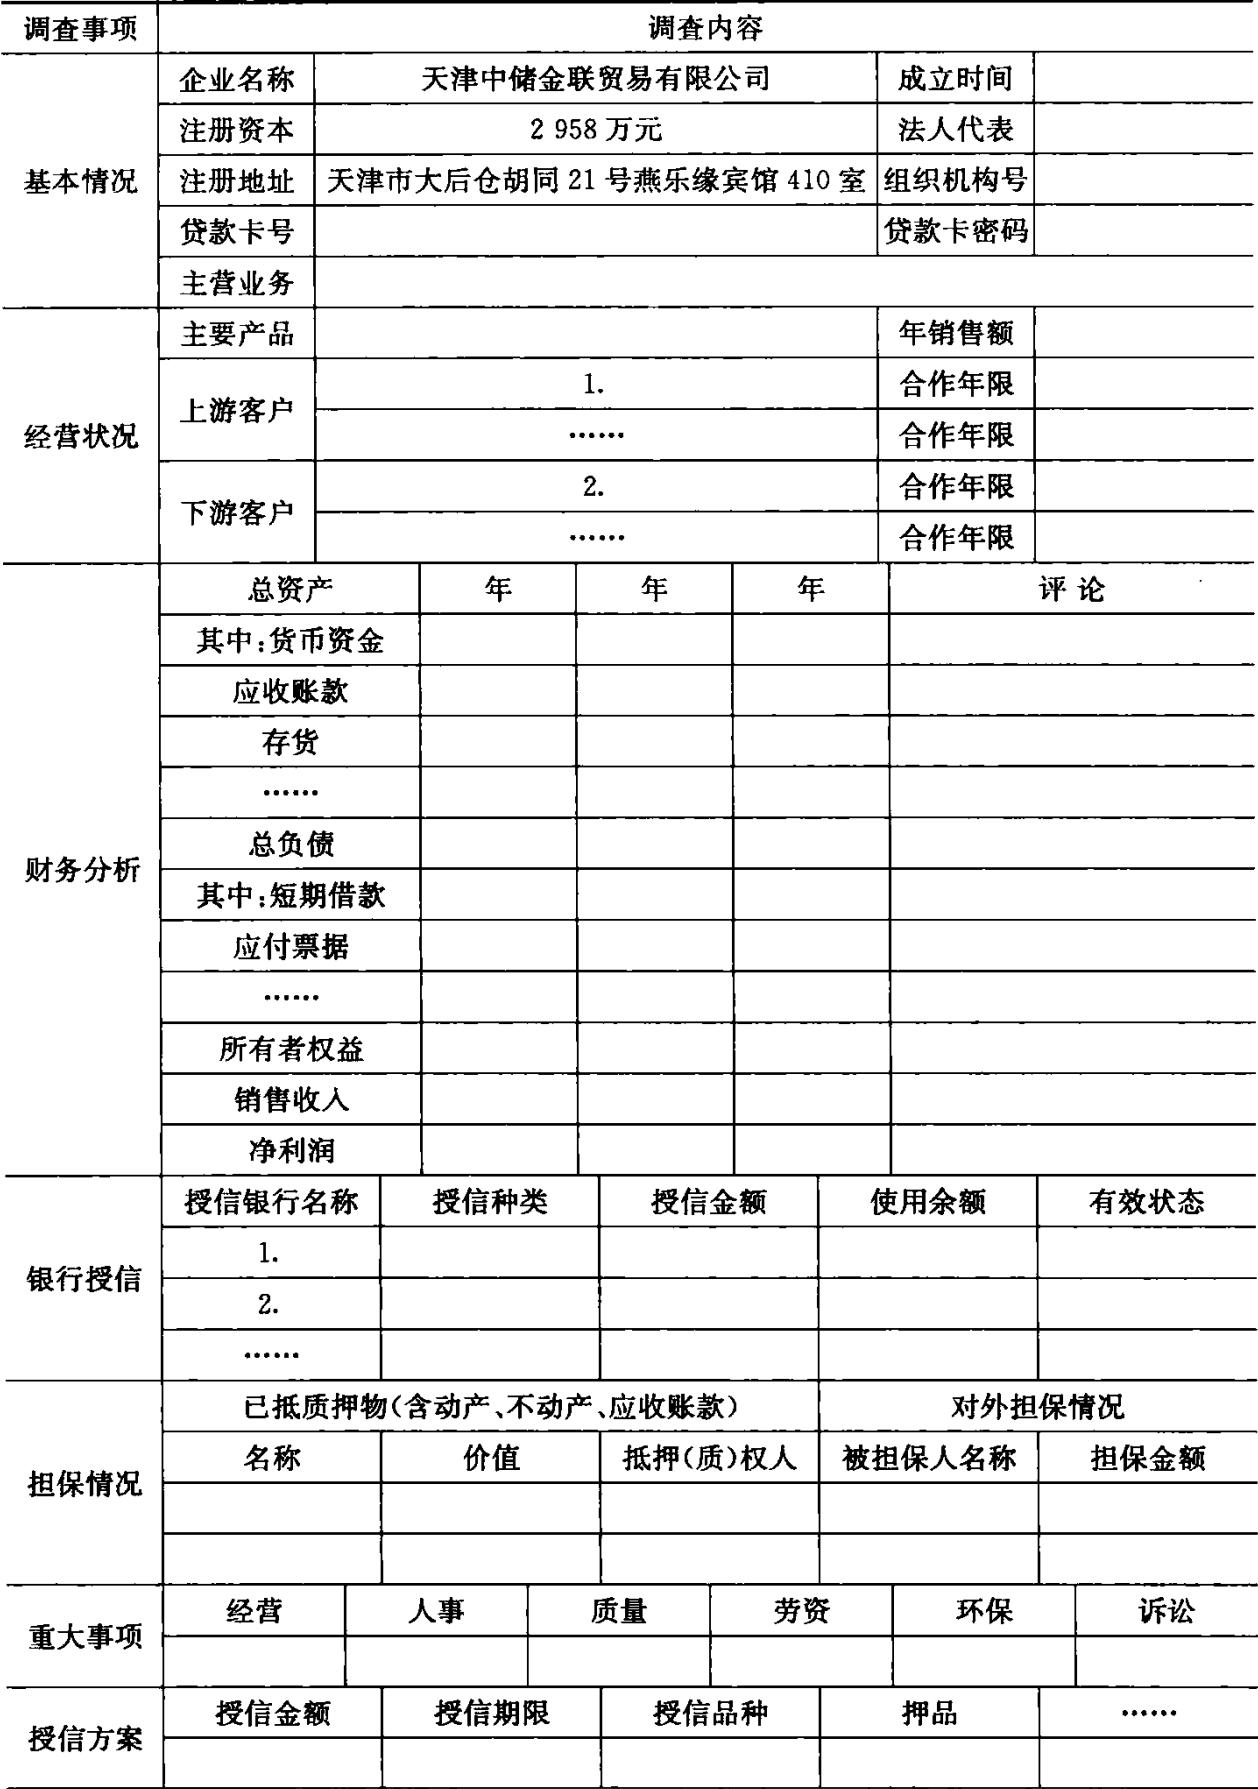 调查事项 调查内容
企业名称 天津中储金联贸易有限公司 成立时间
注册资本 2 958万元 法人代表
基本情况 注册地址 天津市大后仓胡同21号燕乐缘宾馆410室 组织机构号
贷款卡号 贷款卡密码
主营业务
主要产品 年销售额
上游客户 1. 合作年限
经营状况 …… 合作年限
下游客户 2. 合作年限
…… 合作年限
总资产 年 年 年 评论
其中:货币资金
应收账款
存货
……
总负债
财务分析
其中:短期借款
应付票据
……
所有者权益
销售收入
净利润
授信银行名称 授信种类 授信金额 使用余额 有效状态
1.
银行授信
2.
……
已抵质押物(含动产、不动产、应收账款) 对外担保情况
名称 价值 抵押(质)权人 被担保人名称 担保金额
担保情况
经营 人事 质量 劳资 环保 诉讼
重大事项
授信金额 授信期限 授信品种 押品 ……
授信方案